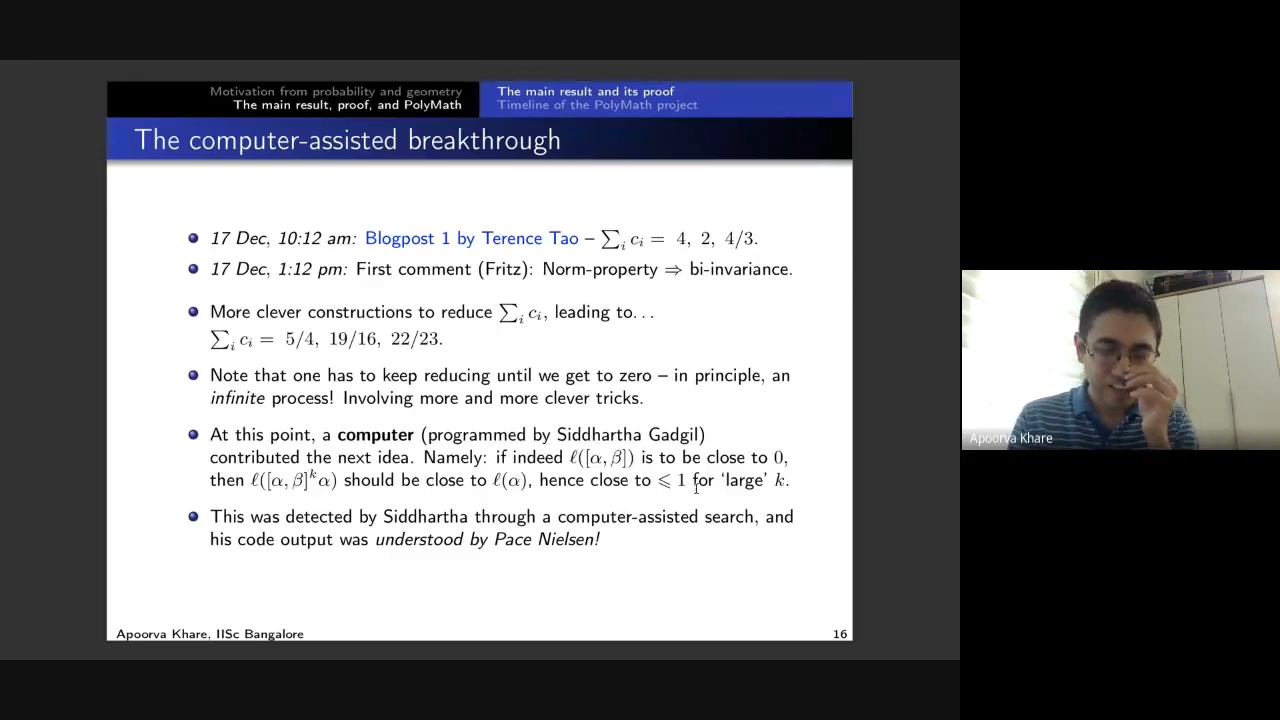 Motivation from probability and geometry
The main result, proof, and PolyMath
The main result and its proof
Timeline of the PolyMath project
The computer-assisted breakthrough
17 Dec, 10:12 am: Blogpost 1 by Terence Tao – ∑ᵢ cᵢ = 4, 2, 4/3.
17 Dec, 1:12 pm: First comment (Fritz): Norm-property ⇒ bi-invariance.
More clever constructions to reduce ∑ᵢ cᵢ, leading to. . .
∑ᵢ cᵢ = 5/4, 19/16, 22/23.
Note that one has to keep reducing until we get to zero – in principle, an
infinite process! Involving more and more clever tricks.
At this point, a computer (programmed by Siddhartha Gadgil)
contributed the next idea. Namely: if indeed ℓ([α, β]) is to be close to 0,
then ℓ([α, β]ᵏα) should be close to ℓ(α), hence close to ⩽ 1 for ‘large’ k.
This was detected by Siddhartha through a computer-assisted search, and
his code output was understood by Pace Nielsen!
Apoorva Khare, IISc Bangalore
16
Apoorva Khare